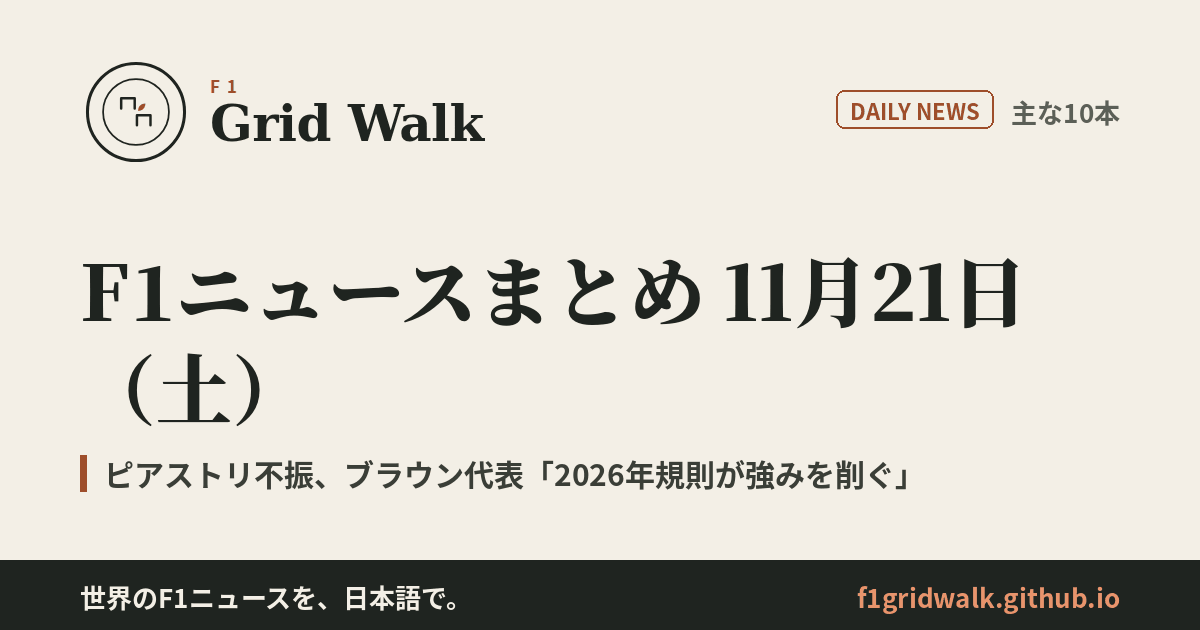 F1
Grid Walk
DAILY NEWS 主な10本
F1ニュースまとめ 11月21日
（土）
ピアストリ不振、ブラウン代表「2026年規則が強みを削ぐ」
世界のF1ニュースを、日本語で。
f1gridwalk.github.io